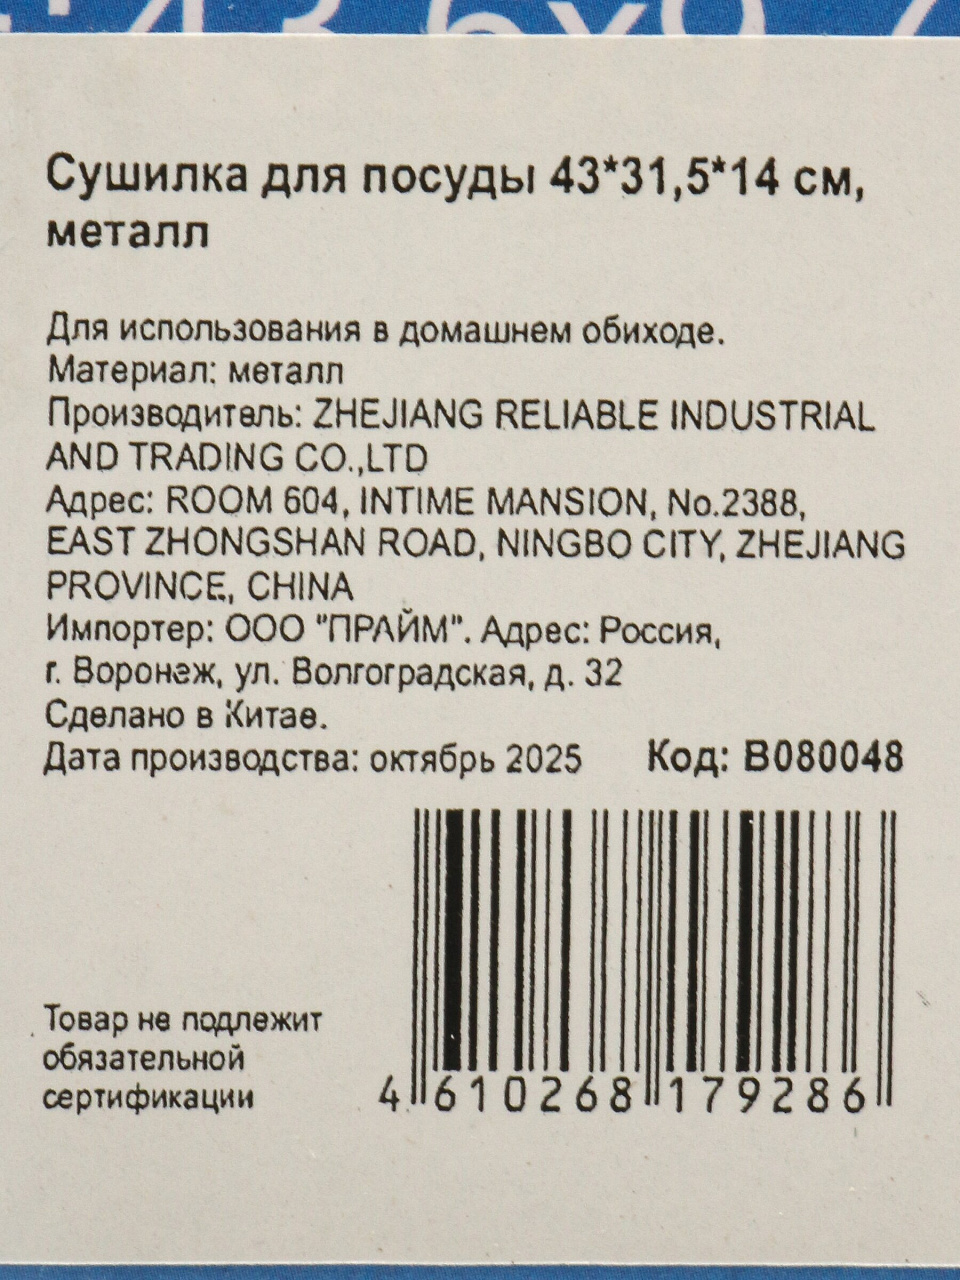 Сушилка для посуды 43*31,5*14 см,
металл
Для использования в домашнем обиходе.
Материал: металл
Производитель: ZHEJIANG RELIABLE INDUSTRIAL
AND TRADING CO.,LTD
Адрес: ROOM 604, INTIME MANSION, No.2388,
EAST ZHONGSHAN ROAD, NINGBO CITY, ZHEJIANG
PROVINCE, CHINA
Импортер: ООО "ПРАЙМ". Адрес: Россия,
г. Воронеж, ул. Волгоградская, д. 32
Сделано в Китае.
Дата производства: октябрь 2025 Код: B080048
Товар не подлежит
обязательной
сертификации
4 610268 179286